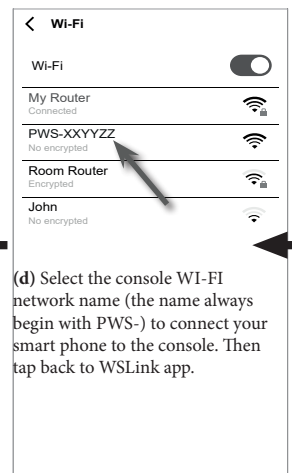 Wi-Fi
Wi-Fi
My Router
Connected
PWS-XXYYZZ
No encrypted
Room Router
Encrypted
John
No encrypted
(d) Select the console WI-FI
network name (the name always
begin with PWS-) to connect your
smart phone to the console. Then
tap back to WSLink app.